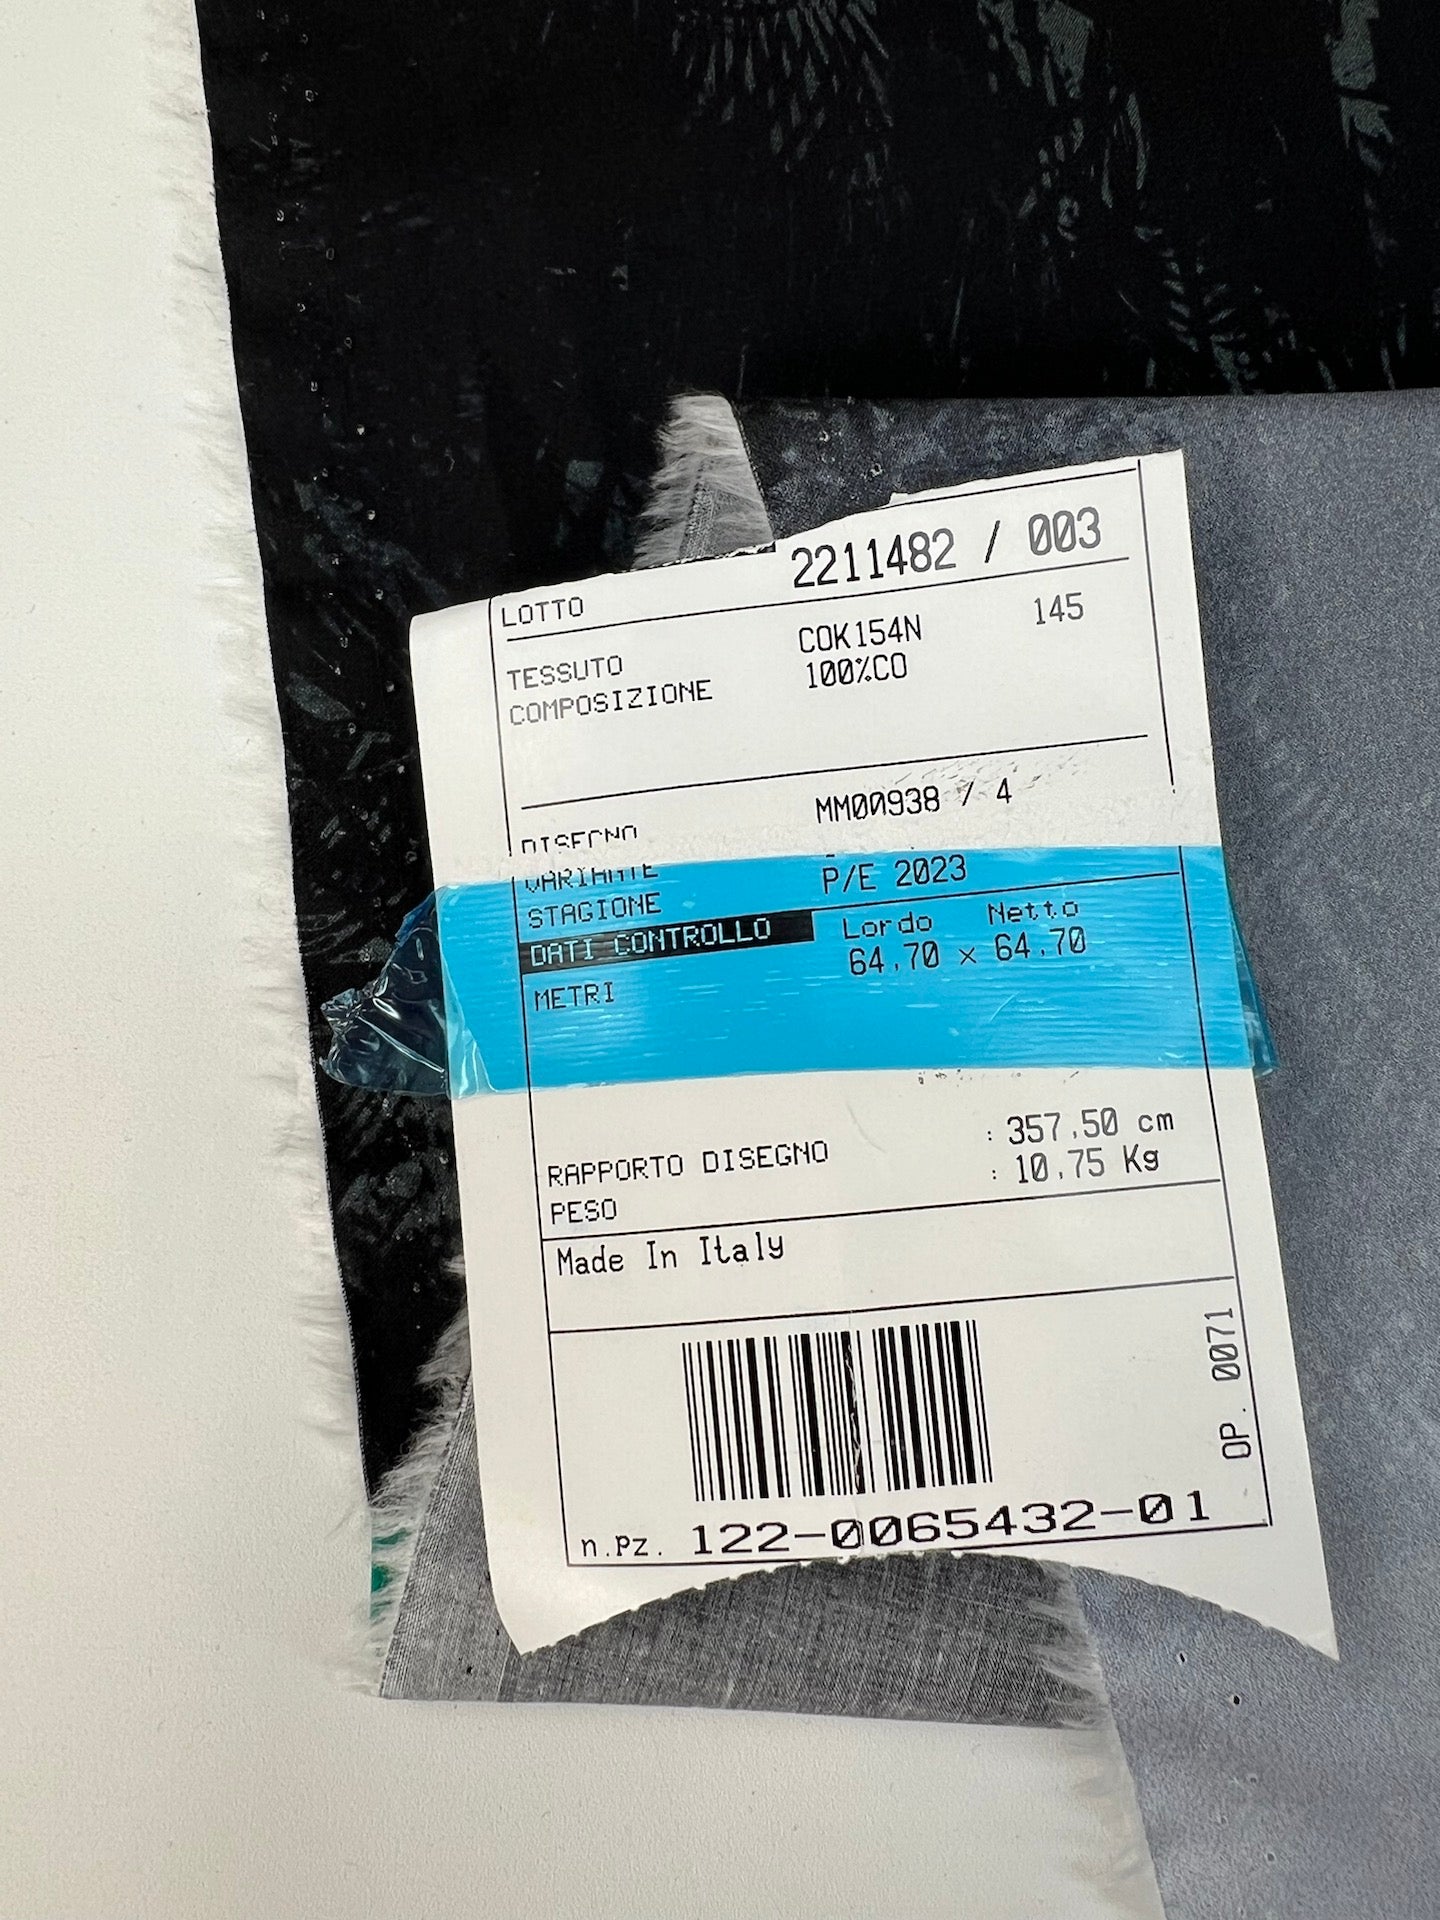 LOTTO 2211482 / 003
TESSUTO COK154N 145
COMPOSIZIONE 100%CO
DISEGNO MM00938 / 4
VARIANTE
STAGIONE P/E 2023
DATI CONTROLLO Lordo Netto
METRI 64,70 x 64,70
RAPPORTO DISEGNO : 357,50 cm
PESO : 10,75 Kg
Made In Italy
OP. 0071
n.Pz. 122-0065432-01